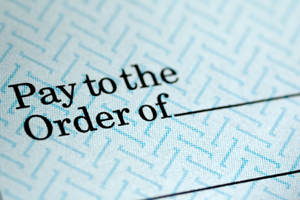 Pay to the
Order of